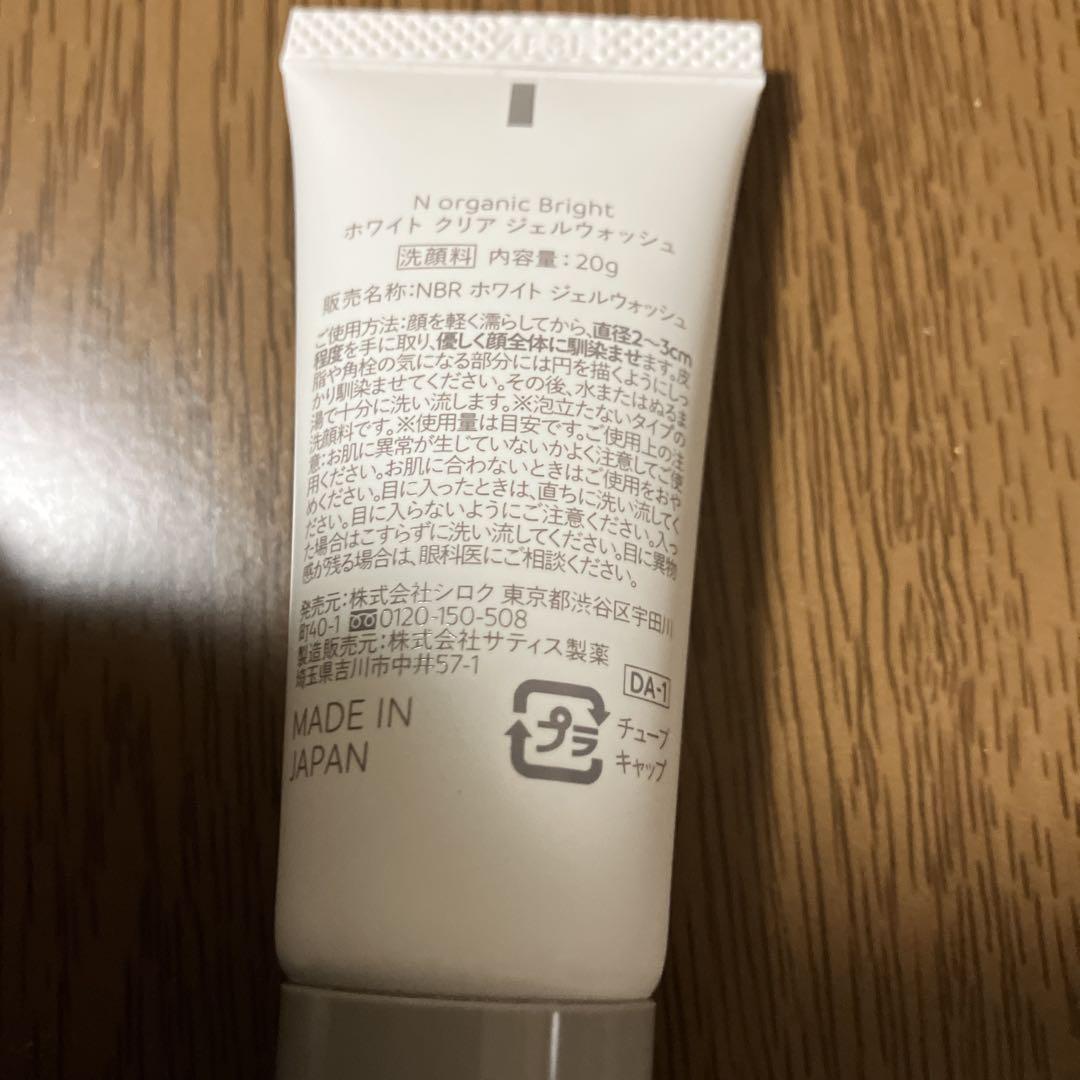 N organic Bright
ホワイト クリア ジェルウォッシュ
洗顔料 内容量:20g
販売名称:NBR ホワイト ジェルウォッシュ
ご使用方法:顔を軽く濡らしてから、直径2~3cm
程度を手に取り、優しく顔全体に馴染ませます。皮
脂や角栓の気になる部分には円を描くようにしっ
かり馴染ませてください。その後、水またはぬるま
湯で十分に洗い流します。※泡立たないタイプの
洗顔料です。※使用量は目安です。ご使用上の注
意:お肌に異常が生じていないかよく注意してご使
用ください。お肌に合わないときはご使用をおや
めください。目に入ったときは、直ちに洗い流してく
ださい。目に入らないようにご注意ください。入っ
た場合はこすらずに洗い流してください。目に異物
感が残る場合は、眼科医にご相談ください。
発売元:株式会社シロク 東京都渋谷区宇田川
町40-1 0120-150-508
製造販売元:株式会社サティス製薬
埼玉県吉川市中井57-1
DA-1
MADE IN
JAPAN
プラ
チューブ
キャップ